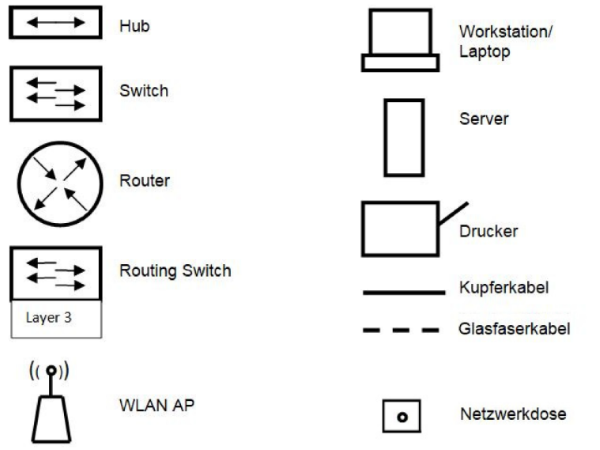 Hub
Switch
Router
Routing Switch
Layer 3
WLAN AP
Workstation/
Laptop
Server
Drucker
Kupferkabel
Glasfaserkabel
Netzwerkdose